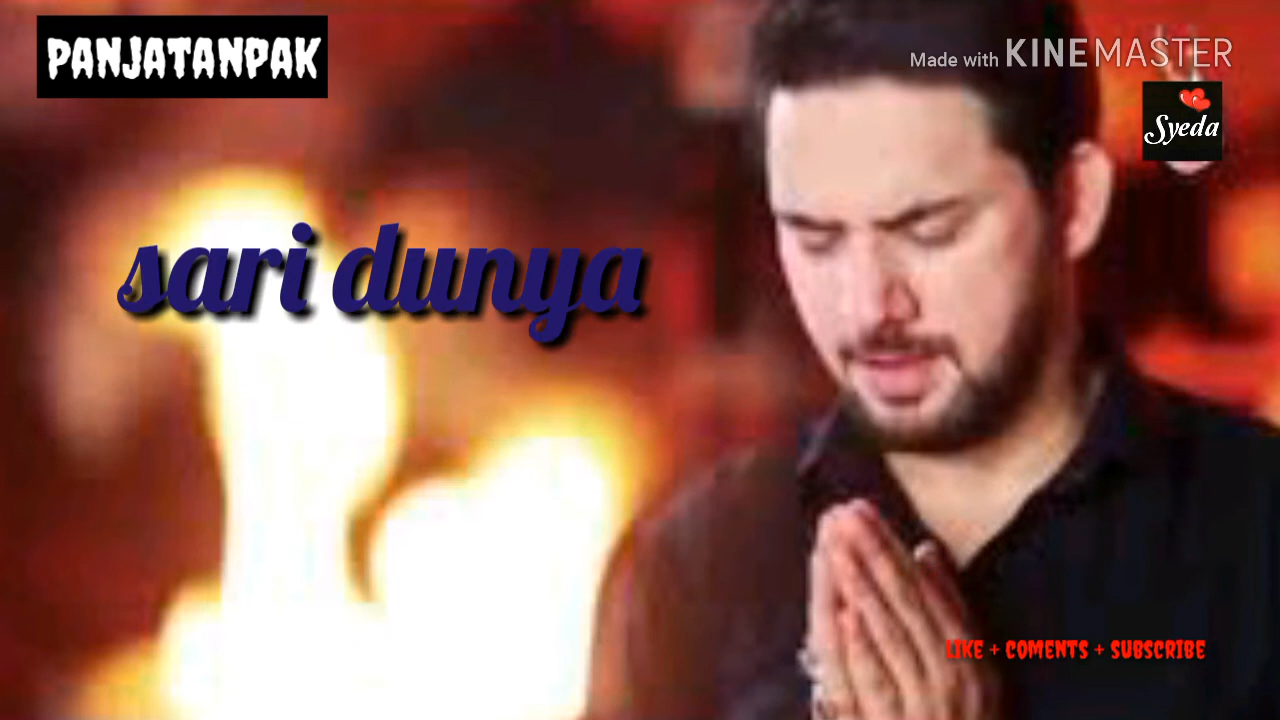 PANJATANPAK
Made with KINEMASTER
Syeda
sari dunya
LIKE + COMENTS + SUBSCRIBE